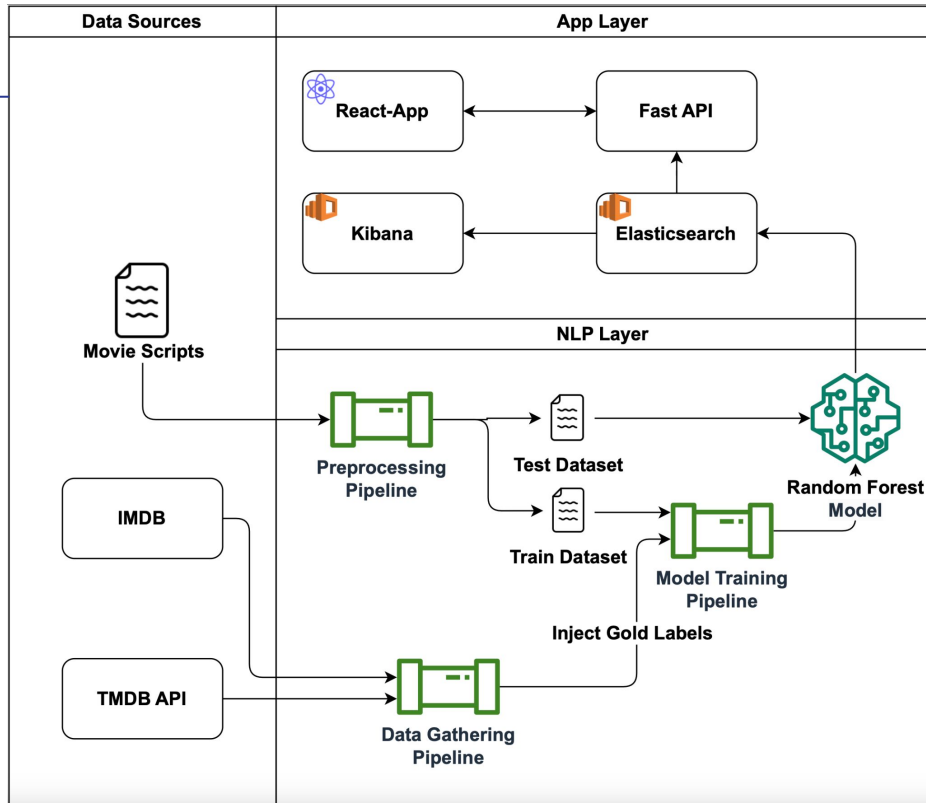 Data Sources
App Layer
React-App
Fast API
Kibana
Elasticsearch
Movie Scripts
NLP Layer
Preprocessing
Pipeline
Test Dataset
Train Dataset
Random Forest
Model
Model Training
Pipeline
IMDB
Inject Gold Labels
TMDB API
Data Gathering
Pipeline